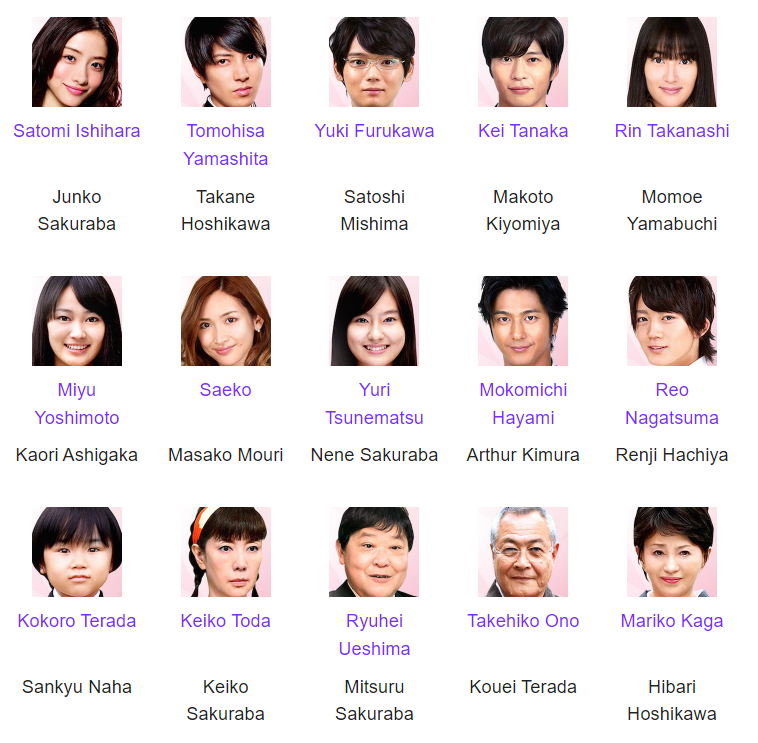 Satomi Ishihara
Tomohisa
Yamashita
Yuki Furukawa
Kei Tanaka
Rin Takanashi
Junko
Sakuraba
Takane
Hoshikawa
Satoshi
Mishima
Makoto
Kiyomiya
Momoe
Yamabuchi
Miyu
Yoshimoto
Saeko
Yuri
Tsunematsu
Mokomichi
Hayami
Reo
Nagatsuma
Kaori Ashigaka
Masako Mouri
Nene Sakuraba
Arthur Kimura
Renji Hachiya
Kokoro Terada
Keiko Toda
Ryuhei
Ueshima
Takehiko Ono
Mariko Kaga
Sankyu Naha
Keiko
Sakuraba
Mitsuru
Sakuraba
Kouei Terada
Hibari
Hoshikawa